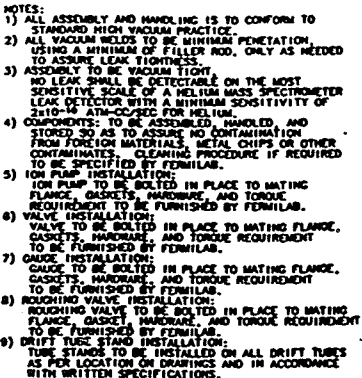 NOTES:
1) ALL ASSEMBLY AND HANDLING IS TO CONFORM TO
STANDARD HIGH VACUUM PRACTICE.
2) ALL VACUUM WELDS TO BE MINIMUM PENETATION,
USING A MINIMUM OF FILLER ROD, ONLY AS NEEDED
TO ASSURE LEAK TIGHTNESS.
3) ASSEMBLY TO BE VACUUM TIGHT.
NO LEAK SHALL BE DETECTABLE ON THE MOST
SENSITIVE SCALE OF A HELIUM MASS SPECTROMETER
LEAK DETECTOR WITH A MINIMUM SENSITIVITY OF
ATM-CC/SEC FOR HELIUM.
4) COMPONENTS TO BE ASSEMBLED, HANDLED, AND
STORED SO AS TO ASSURE NO CONTAMINATION
FROM FOREIGN MATERIALS, METAL CHIPS OR OTHER
CONTAMINATES. CLEANING PROCEDURE IF REQUIRED
TO BE SPECIFIED BY FERMILAB.
5) ION PUMP INSTALLATION:
ION PUMP TO BE BOLTED IN PLACE TO MATING
FLANGE, GASKETS, HARDWARE, AND TORQUE
REQUIREMENT TO BE FURNISHED BY FERMILAB.
6) VALVE INSTALLATION:
VALVE TO BE BOLTED IN PLACE TO MATING FLANGE,
GASKETS, HARDWARE, AND TORQUE REQUIREMENT
TO BE FURNISHED BY FERMILAB.
7) GAUGE INSTALLATION:
GAUGE TO BE BOLTED IN PLACE TO MATING FLANGE,
GASKETS, HARDWARE, AND TORQUE REQUIREMENT
TO BE FURNISHED BY FERMILAB.
8) ROUGHING VALVE INSTALLATION:
ROUGHING VALVE TO BE BOLTED IN PLACE TO MATING
FLANGE, GASKET, HARDWARE, AND TORQUE REQUIREMENT
TO BE FURNISHED BY FERMILAB.
9) DRIFT TUBE STAND INSTALLATION:
TUBE STANDS TO BE INSTALLED ON ALL DRIFT TUBES
AS PER LOCATION ON DRAWINGS AND IN ACCORDANCE
WITH WRITTEN SPECIFICATIONS.